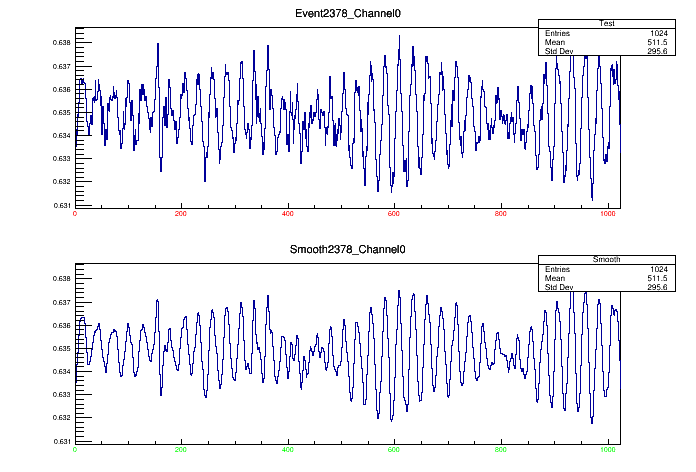 Event2378_Channel0
Test
Entries 1024
Mean 511.5
Std Dev 295.6
0.638
0.637
0.636
0.635
0.634
0.633
0.632
0.631
0 200 400 600 800 1000
Smooth2378_Channel0
Smooth
Entries 1024
Mean 511.5
Std Dev 295.6
0.638
0.637
0.636
0.635
0.634
0.633
0.632
0.631
0 200 400 600 800 1000